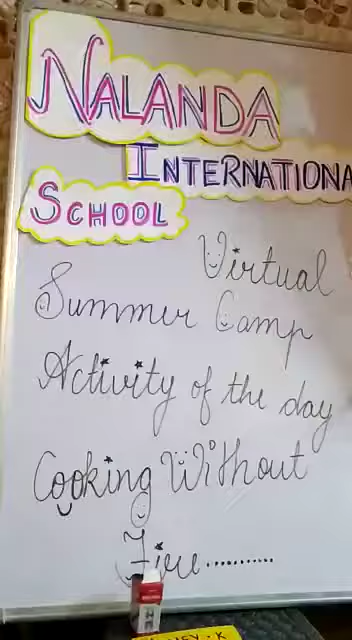 NALANDA
INTERNATIONA
SCHOOL
Virtual
Summer Camp
Activity of the day
Cooking Without
Fire..........